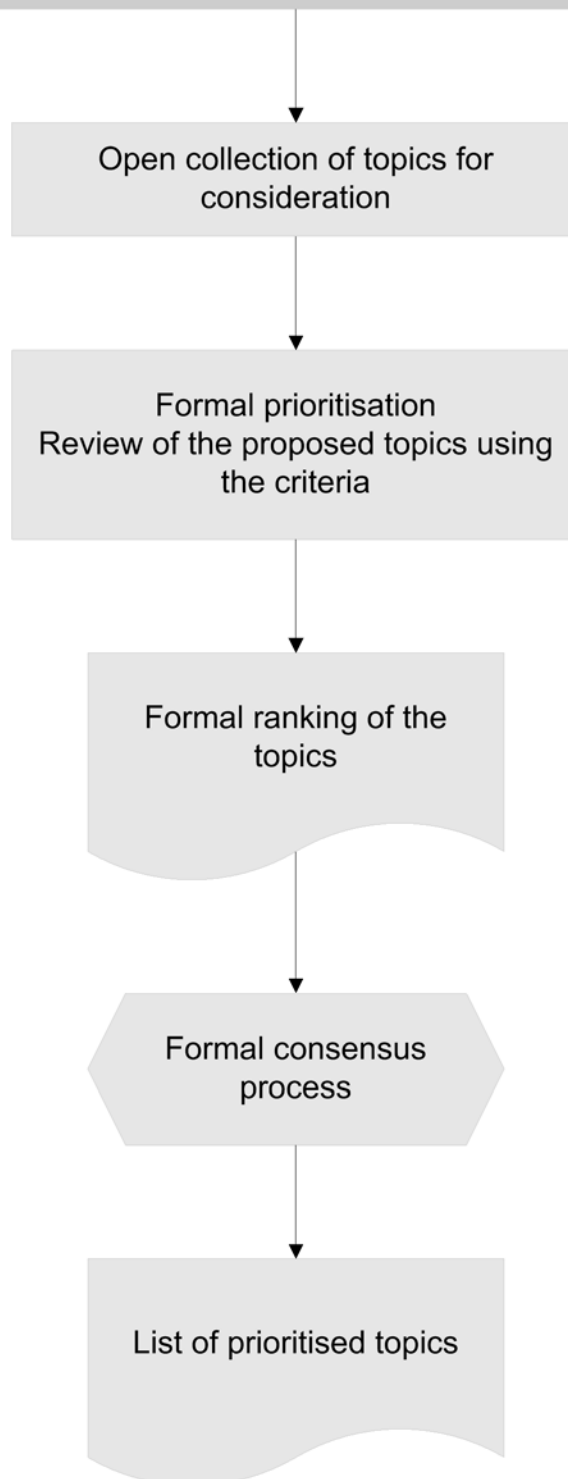 Open collection of topics for
consideration
Formal prioritisation
Review of the proposed topics using
the criteria
Formal ranking of the
topics
Formal consensus
process
List of prioritised topics